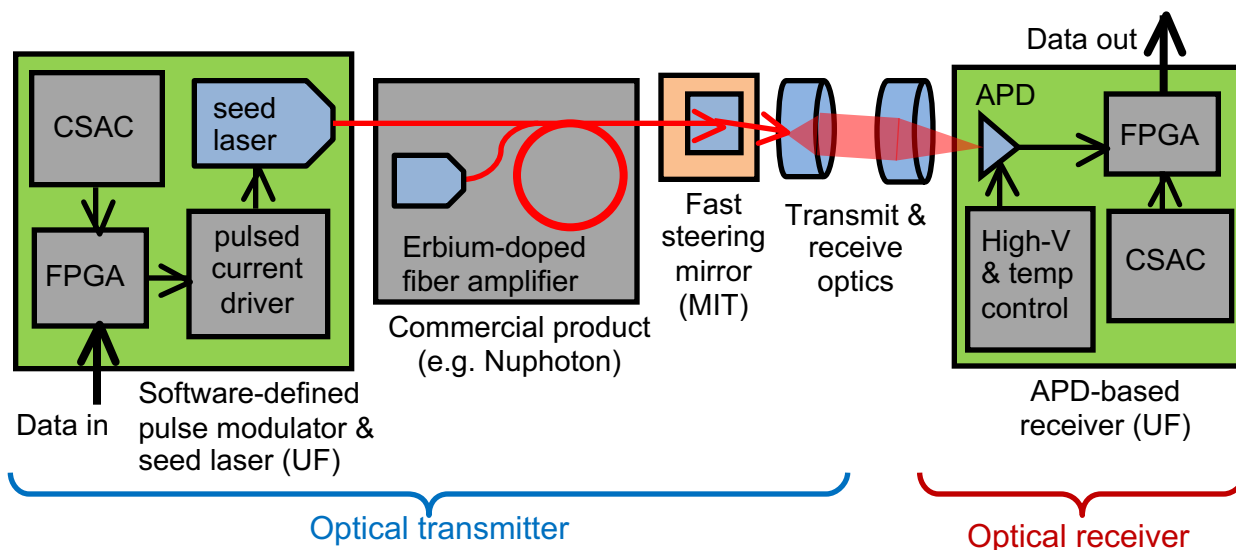 CSAC
seed
laser
FPGA
pulsed
current
driver
Data in
Software-defined
pulse modulator &
seed laser (UF)
Erbium-doped
fiber amplifier
Commercial product
(e.g. Nuphoton)
Fast
steering
mirror
(MIT)
Transmit &
receive
optics
Data out
APD
FPGA
High-V
& temp
control
CSAC
APD-based
receiver (UF)
Optical transmitter
Optical receiver